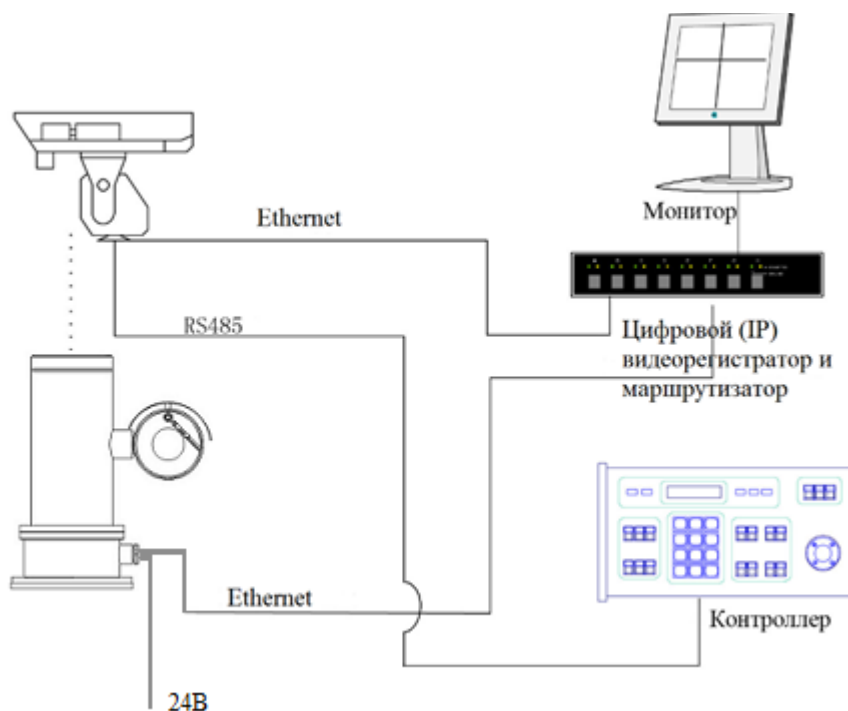 Ethernet
Монитор
RS485
Цифровой (IP)
видеорегистратор и
маршрутизатор
Ethernet
Контроллер
24В